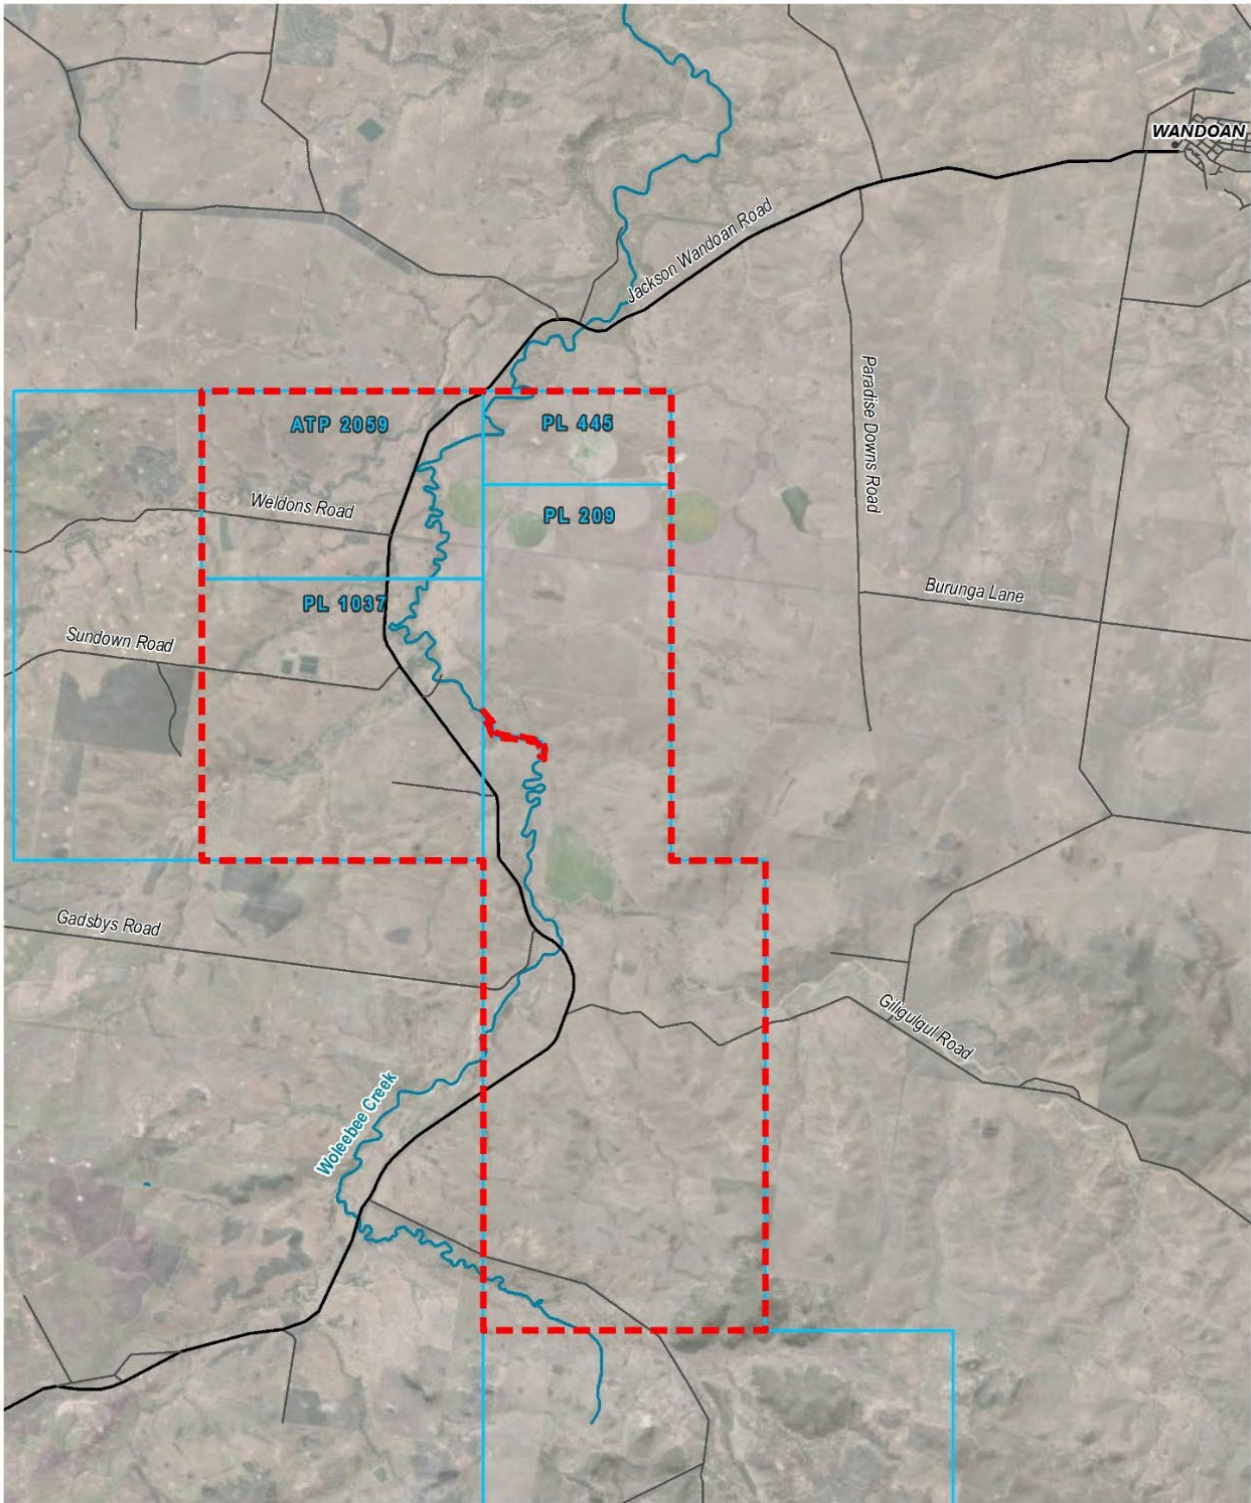 WANDOAN
Jackson Wandoan Road
Paradise Downs Road
ATP 2059
PL 445
Weldons Road
PL 209
Burunga Lane
PL 1037
Sundown Road
Gadsbys Road
Giligulgul Road
Woleebee Creek